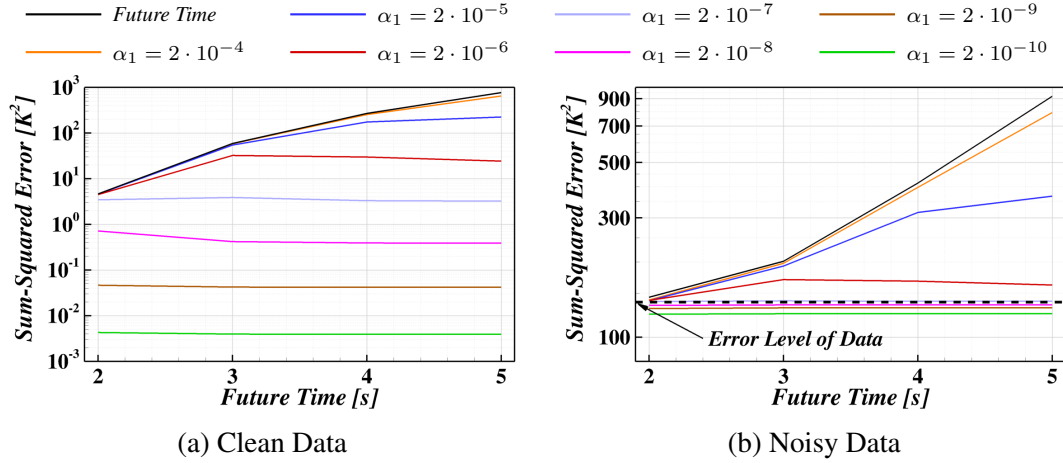 Future Time
α₁ = 2 · 10⁻⁵
α₁ = 2 · 10⁻⁷
α₁ = 2 · 10⁻⁹
α₁ = 2 · 10⁻⁴
α₁ = 2 · 10⁻⁶
α₁ = 2 · 10⁻⁸
α₁ = 2 · 10⁻¹⁰
Sum-Squared Error [K²]
10³
10²
10¹
10⁰
10⁻¹
10⁻²
10⁻³
2 3 4 5
Future Time [s]
(a) Clean Data
Sum-Squared Error [K²]
900
700
500
300
100
Error Level of Data
2 3 4 5
Future Time [s]
(b) Noisy Data